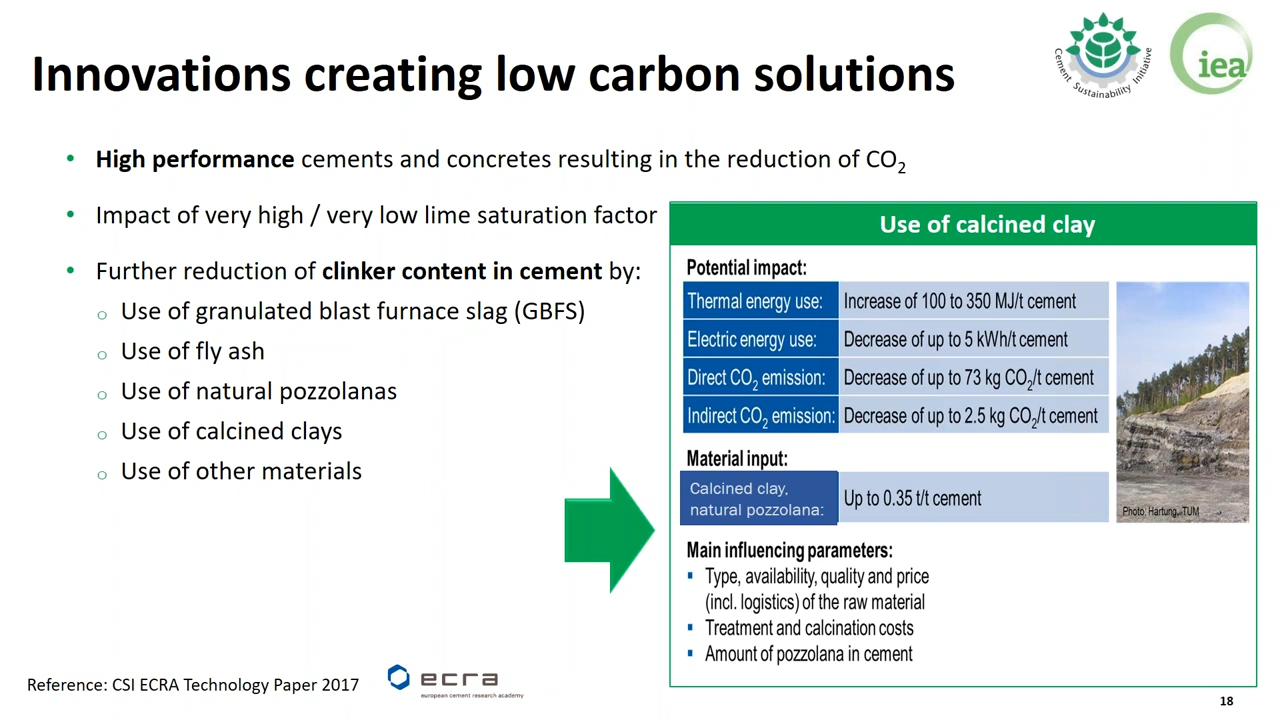 Innovations creating low carbon solutions
Cement Sustainability Initiative
iea
• High performance cements and concretes resulting in the reduction of CO₂
• Impact of very high / very low lime saturation factor
• Further reduction of clinker content in cement by:
o Use of granulated blast furnace slag (GBFS)
o Use of fly ash
o Use of natural pozzolanas
o Use of calcined clays
o Use of other materials
Use of calcined clay
Potential impact:
Thermal energy use: Increase of 100 to 350 MJ/t cement
Electric energy use: Decrease of up to 5 kWh/t cement
Direct CO₂ emission: Decrease of up to 73 kg CO₂/t cement
Indirect CO₂ emission: Decrease of up to 2.5 kg CO₂/t cement
Material input:
Calcined clay,
natural pozzolana: Up to 0.35 t/t cement
Photo: Hartung, TUM
Main influencing parameters:
▪ Type, availability, quality and price
(incl. logistics) of the raw material
▪ Treatment and calcination costs
▪ Amount of pozzolana in cement
Reference: CSI ECRA Technology Paper 2017
ecra
european cement research academy
18